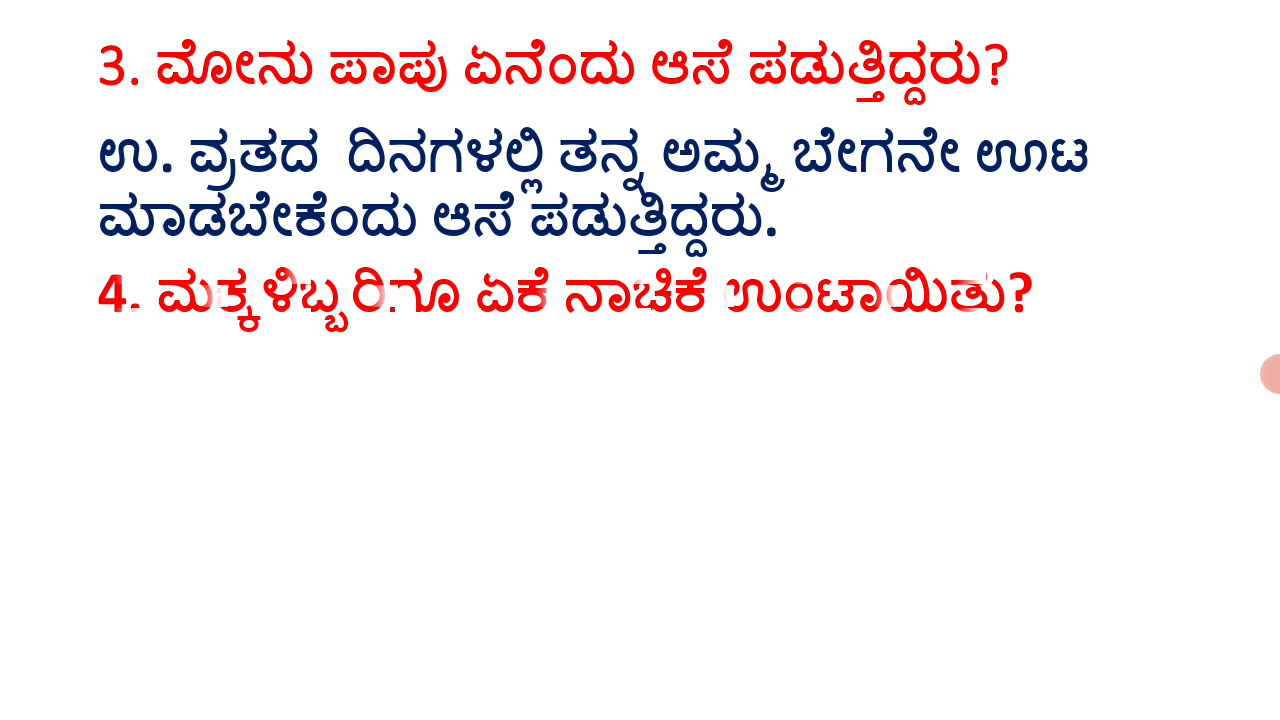 3. ಮೋನು ಪಾಪು ಏನೆಂದು ಆಸೆ ಪಡುತ್ತಿದ್ದರು?
ಉ. ವ್ರತದ ದಿನಗಳಲ್ಲಿ ತನ್ನ ಅಮ್ಮ ಬೇಗನೇ ಊಟ
ಮಾಡಬೇಕೆಂದು ಆಸೆ ಪಡುತ್ತಿದ್ದರು.
4. ಮಕ್ಕಳಿಬ್ಬರಿಗೂ ಏಕೆ ನಾಚಿಕೆ ಉಂಟಾಯಿತು?